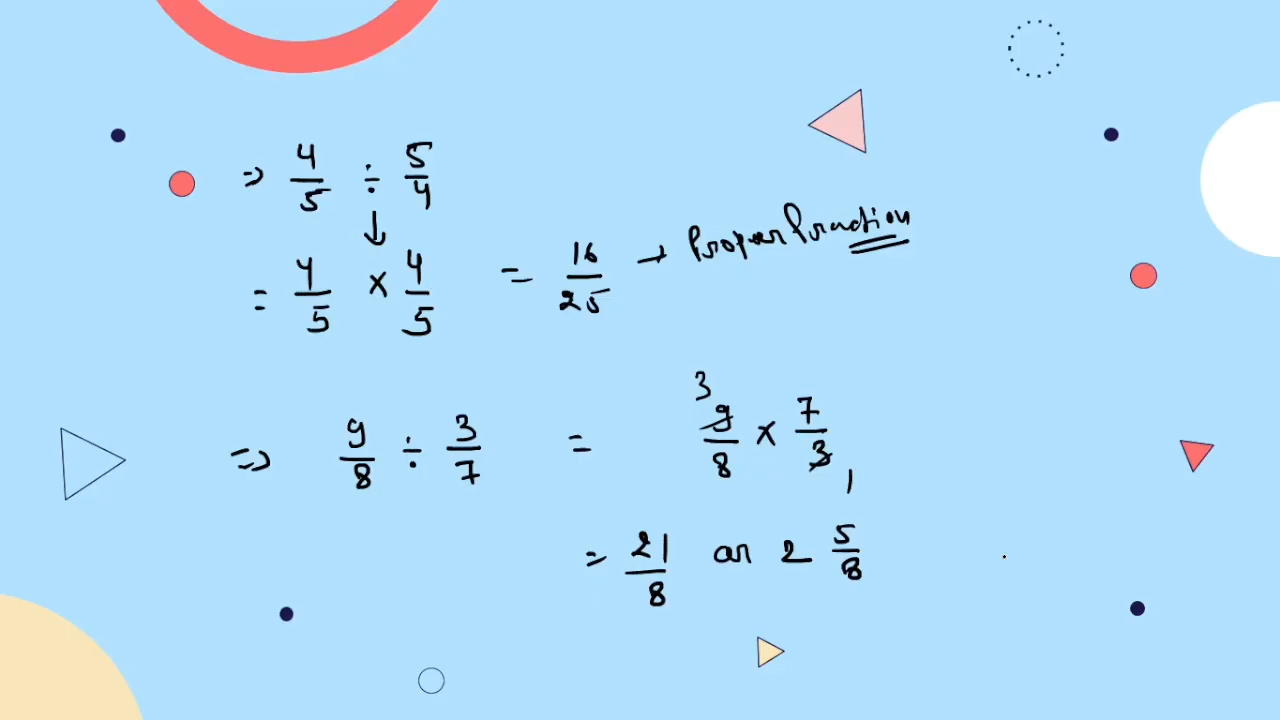 ⇒ 4/5 ÷ 5/4
↓
= 4/5 × 4/5 = 16/25 → Proper Fraction
⇒ 9/8 ÷ 3/7 = 3 9/8 × 7/3 1
= 21/8 or 2 5/8